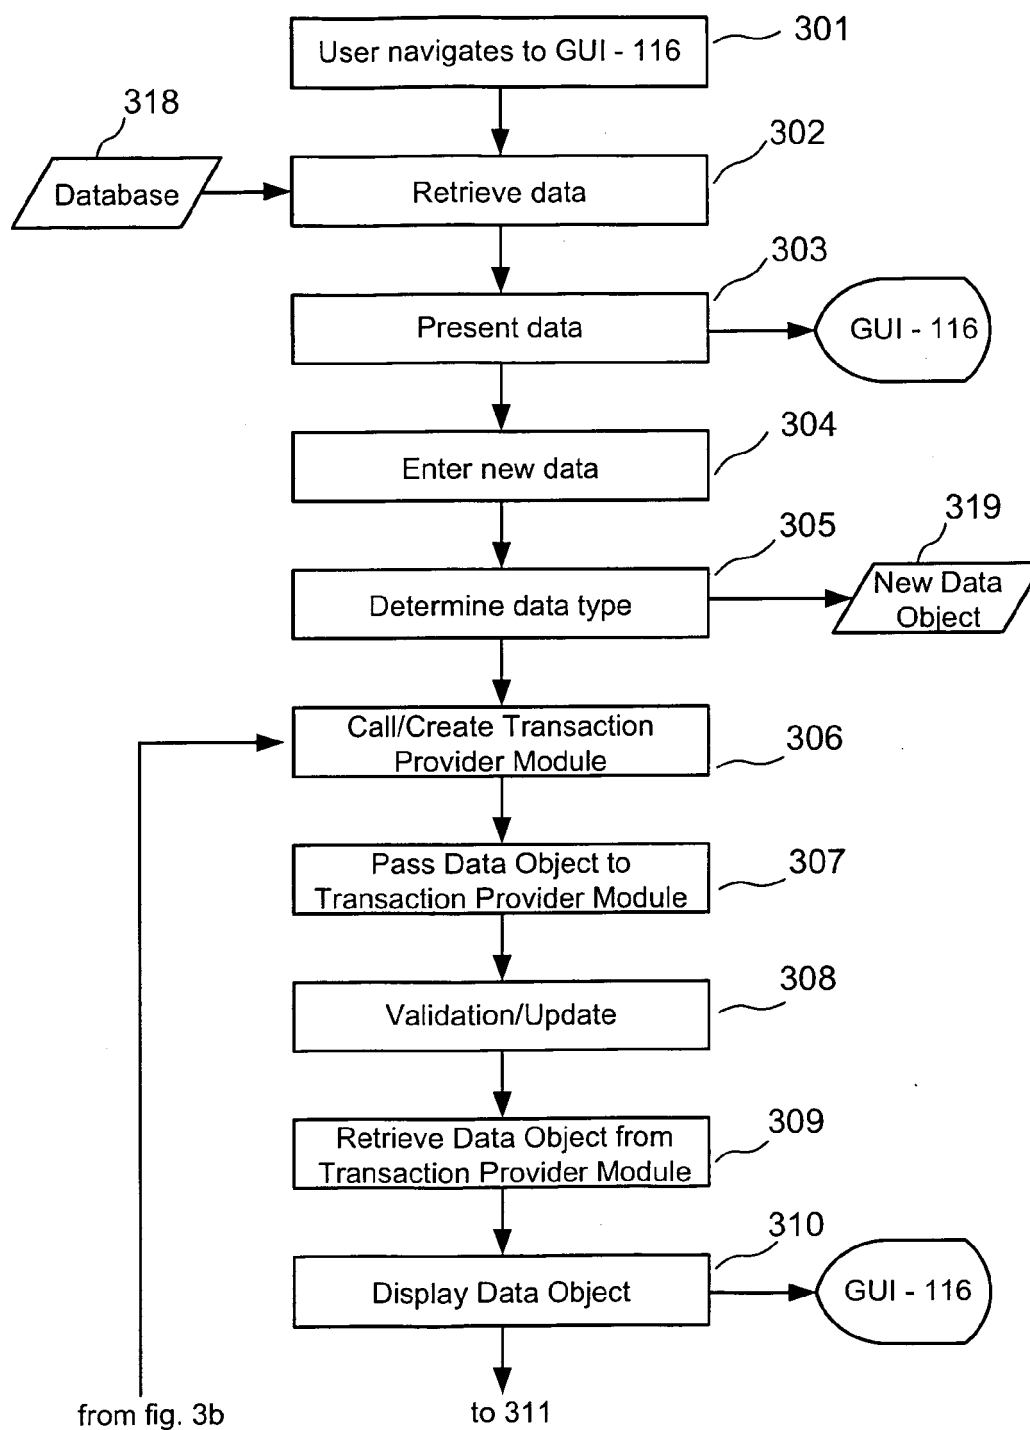 User navigates to GUI - 116
301
318
302
Database
Retrieve data
303
Present data
GUI - 116
304
Enter new data
305
319
Determine data type
New Data
Object
Call/Create Transaction
Provider Module
306
Pass Data Object to
Transaction Provider Module
307
308
Validation/Update
309
Retrieve Data Object from
Transaction Provider Module
310
Display Data Object
GUI - 116
from fig. 3b
to 311